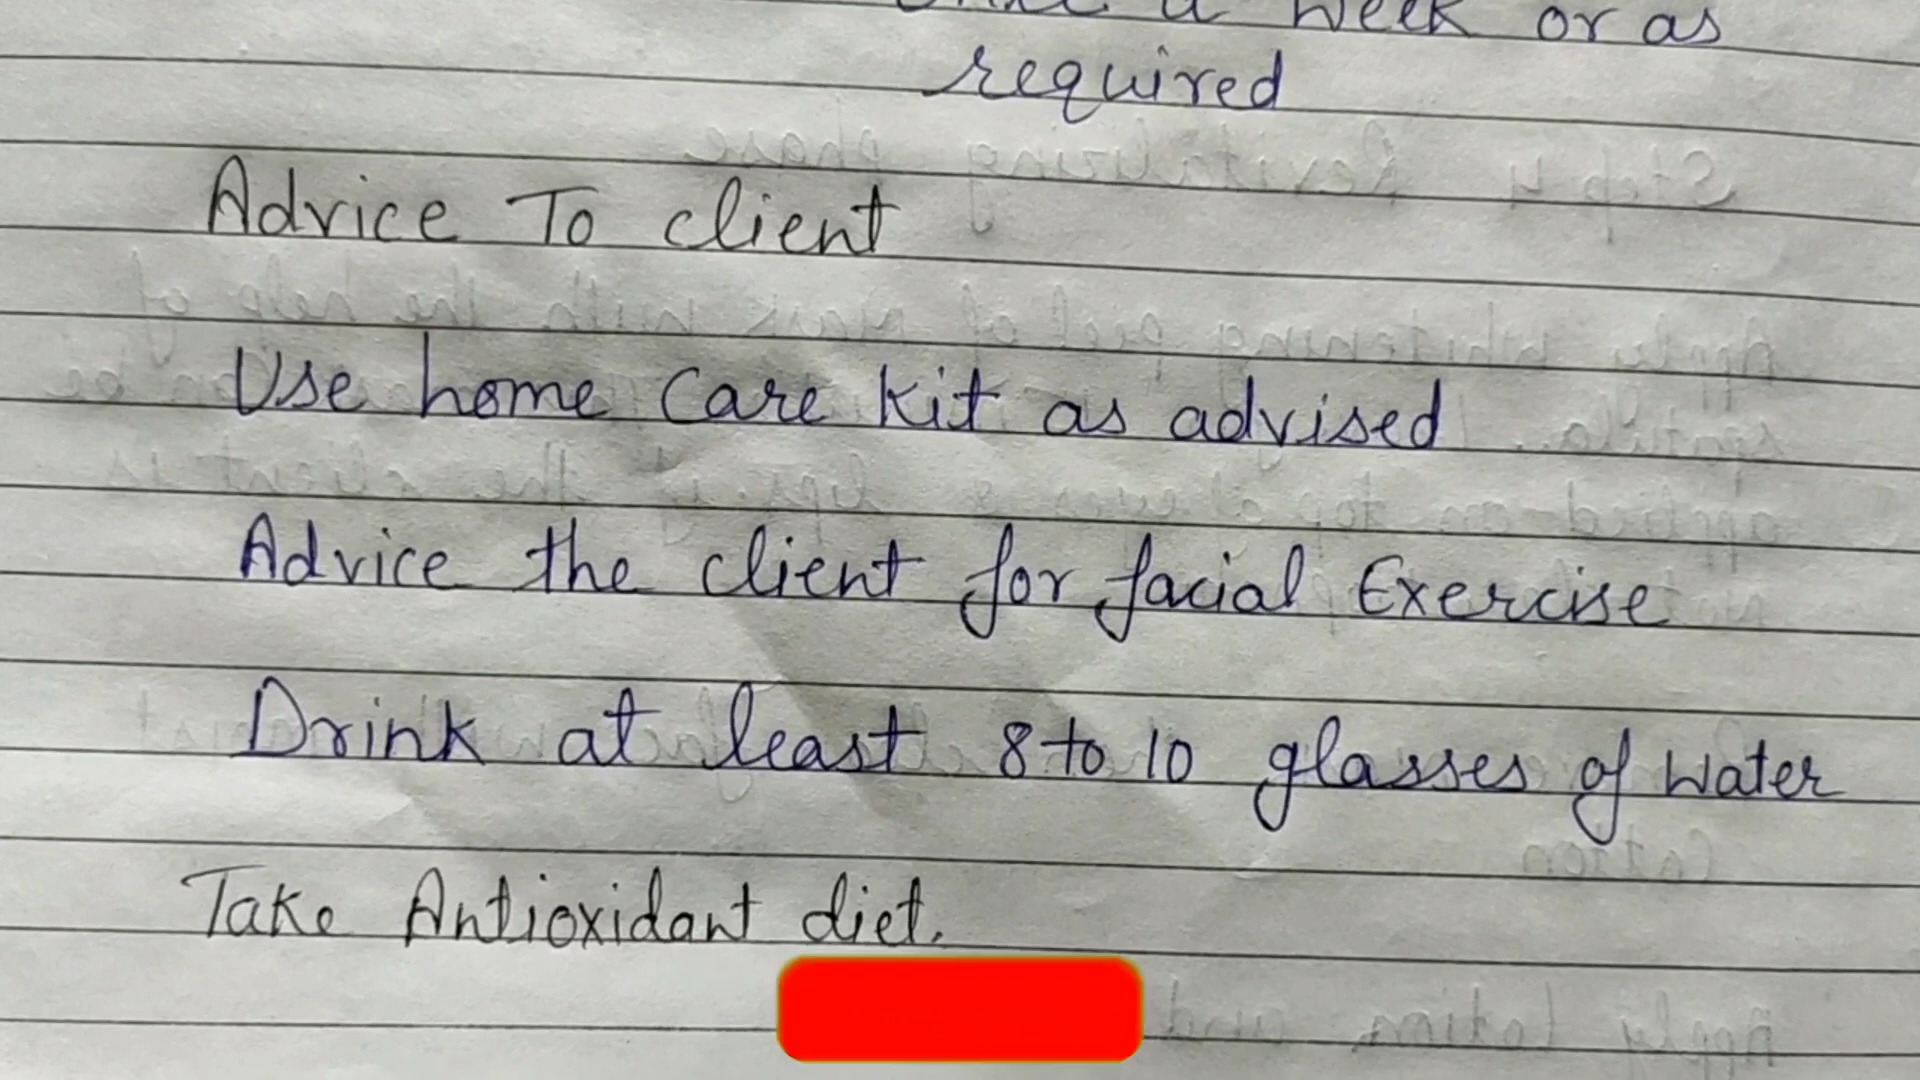 a week or as
required
Advice To client
Use home care kit as advised
Advice the client for facial Exercise
Drink at least 8 to 10 glasses of water
Take Antioxidant diet.